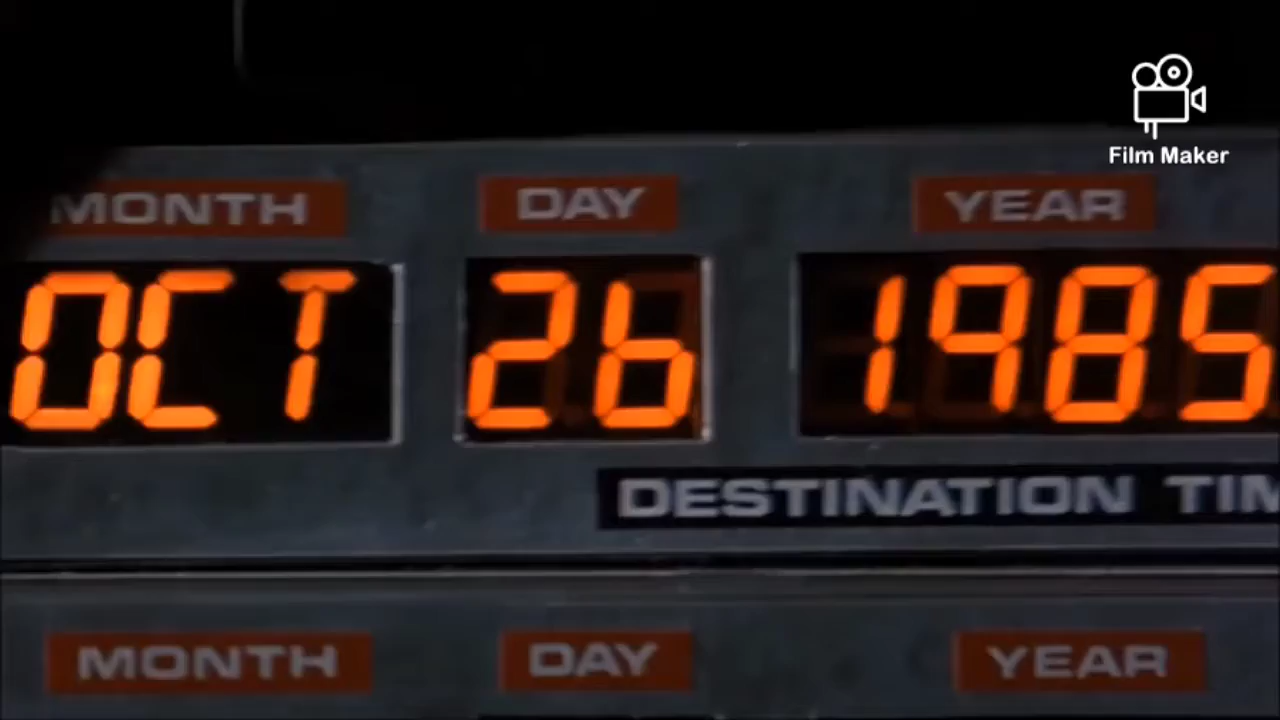 Film Maker
MONTH DAY YEAR
OCT 26 1985
DESTINATION TIM
MONTH DAY YEAR